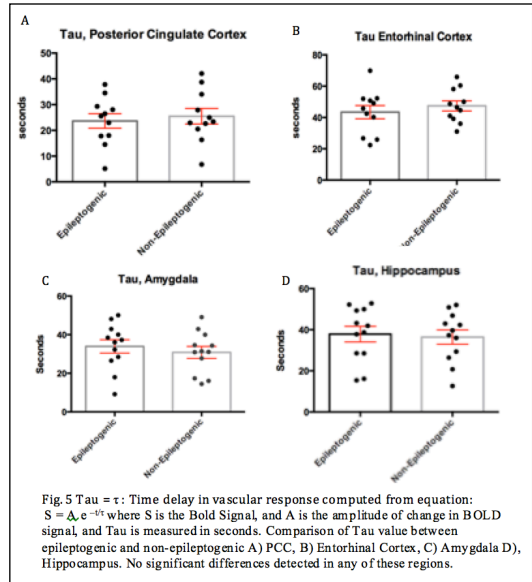 A
Tau, Posterior Cingulate Cortex
seconds
50
40
30
20
10
0
Epileptogenic
Non-Epileptogenic
B
Tau Entorhinal Cortex
seconds
80
60
40
20
0
Epileptogenic
Non-Epileptogenic
C
Tau, Amygdala
Seconds
60
40
20
0
Epileptogenic
Non-Epileptogenic
D
Tau, Hippocampus
Seconds
60
40
20
0
Epileptogenic
Non-Epileptogenic
Fig. 5 Tau = τ : Time delay in vascular response computed from equation:
S = A e –t/τ where S is the Bold Signal, and A is the amplitude of change in BOLD
signal, and Tau is measured in seconds. Comparison of Tau value between
epileptogenic and non-epileptogenic A) PCC, B) Entorhinal Cortex, C) Amygdala D),
Hippocampus. No significant differences detected in any of these regions.